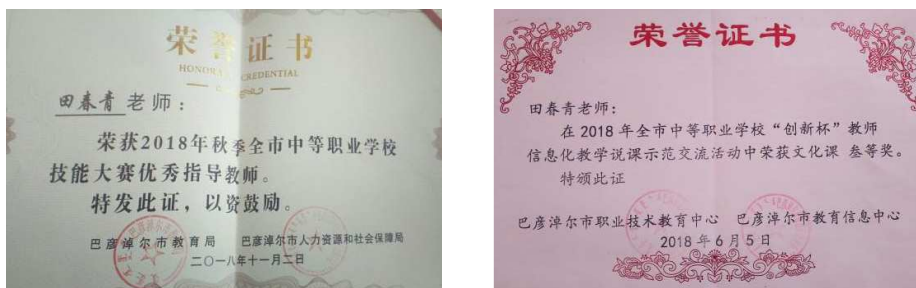 荣誉证书
HONORARY CREDENTIAL
田春青 老师：
荣获2018年秋季全市中等职业学校
技能大赛优秀指导教师。
特发此证，以资鼓励。
巴彦淖尔市教育局 巴彦淖尔市人力资源和社会保障局
二〇一八年十一月二日
荣誉证书
田春青老师：
在 2018 年全市中等职业学校“创新杯”教师
信息化教学说课示范交流活动中荣获文化课 叁等奖。
特颁此证
巴彦淖尔市职业技术教育中心 巴彦淖尔市教育信息中心
2018 年 6 月 5 日